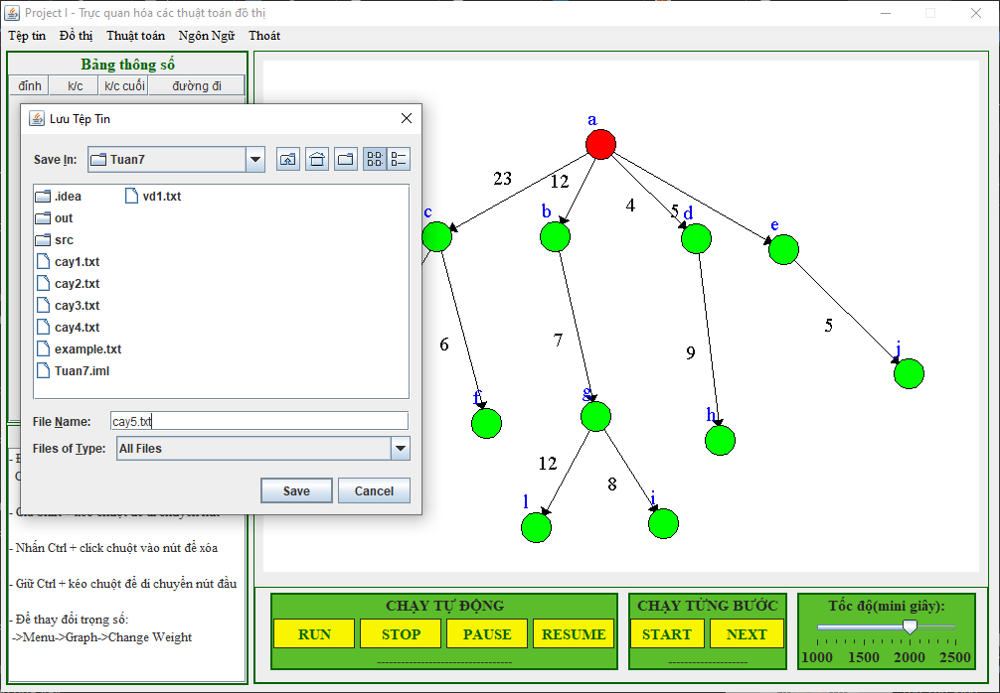 Project I - Trực quan hóa các thuật toán đồ thị
Tệp tin Đồ thị Thuật toán Ngôn Ngữ Thoát
Bảng thông số
đỉnh k/c k/c cuối đường đi
Lưu Tệp Tin
Save In: Tuan7
.idea vd1.txt
out
src
cay1.txt
cay2.txt
cay3.txt
cay4.txt
example.txt
Tuan7.iml
File Name: cay5.txt
Files of Type: All Files
Save Cancel
a
23 12 4 5
c b d e
6 7 9 5
j
f g h
12 8
l i
- Nhấn Ctrl + click chuột vào nút để xóa
- Giữ Ctrl + kéo chuột để di chuyển nút đầu
- Để thay đổi trọng số:
->Menu->Graph->Change Weight
CHẠY TỰ ĐỘNG
RUN STOP PAUSE RESUME
CHẠY TỪNG BƯỚC
START NEXT
Tốc độ(mini giây):
1000 1500 2000 2500